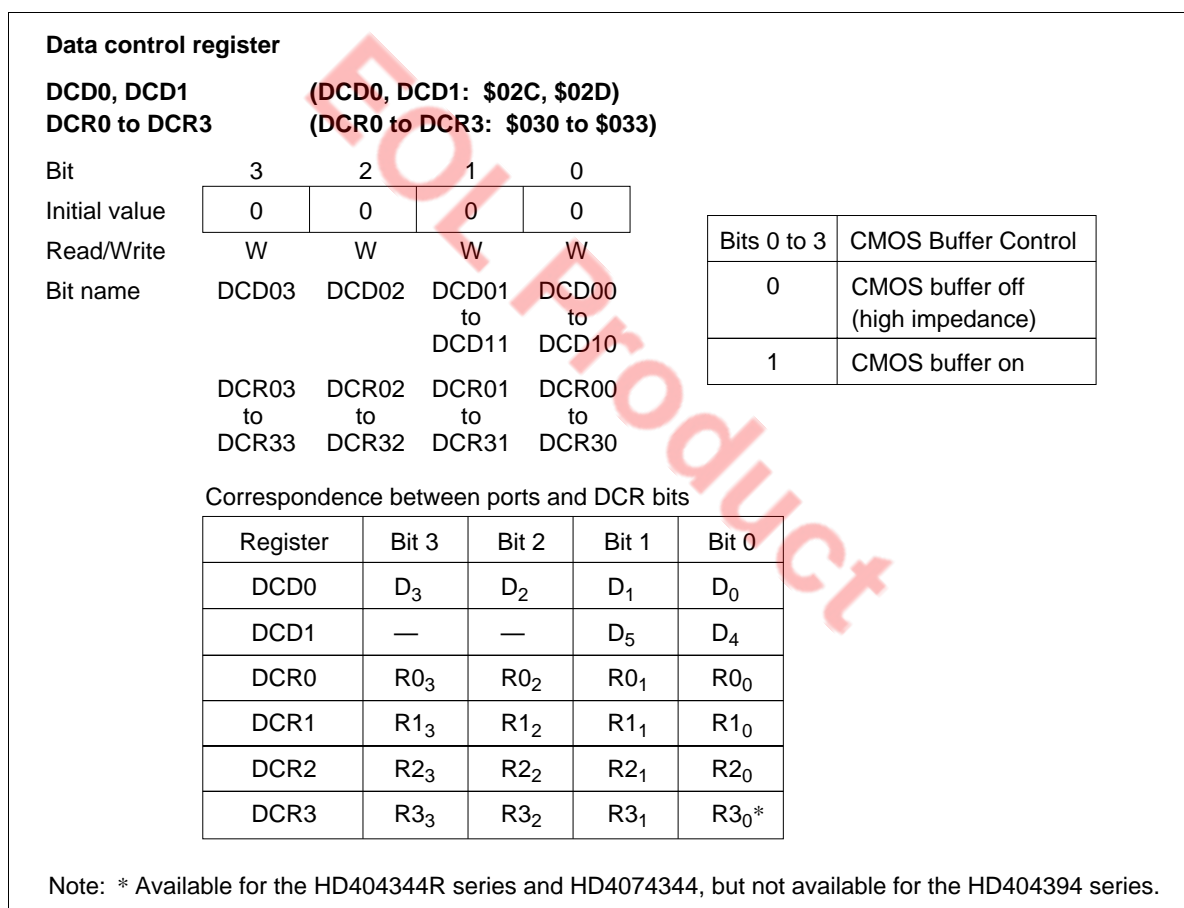 Data control register
DCD0, DCD1 (DCD0, DCD1: $02C, $02D)
DCR0 to DCR3 (DCR0 to DCR3: $030 to $033)
Bit 3 2 1 0
Initial value 0 0 0 0
Read/Write W W W W
Bit name DCD03 DCD02 DCD01 DCD00
to to
DCD11 DCD10
DCR03 DCR02 DCR01 DCR00
to to to to
DCR33 DCR32 DCR31 DCR30
Bits 0 to 3 CMOS Buffer Control
0 CMOS buffer off
(high impedance)
1 CMOS buffer on
Correspondence between ports and DCR bits
Register Bit 3 Bit 2 Bit 1 Bit 0
DCD0 D3 D2 D1 D0
DCD1 — — D5 D4
DCR0 R03 R02 R01 R00
DCR1 R13 R12 R11 R10
DCR2 R23 R22 R21 R20
DCR3 R33 R32 R31 R30*
Note: * Available for the HD404344R series and HD4074344, but not available for the HD404394 series.
EOL Product